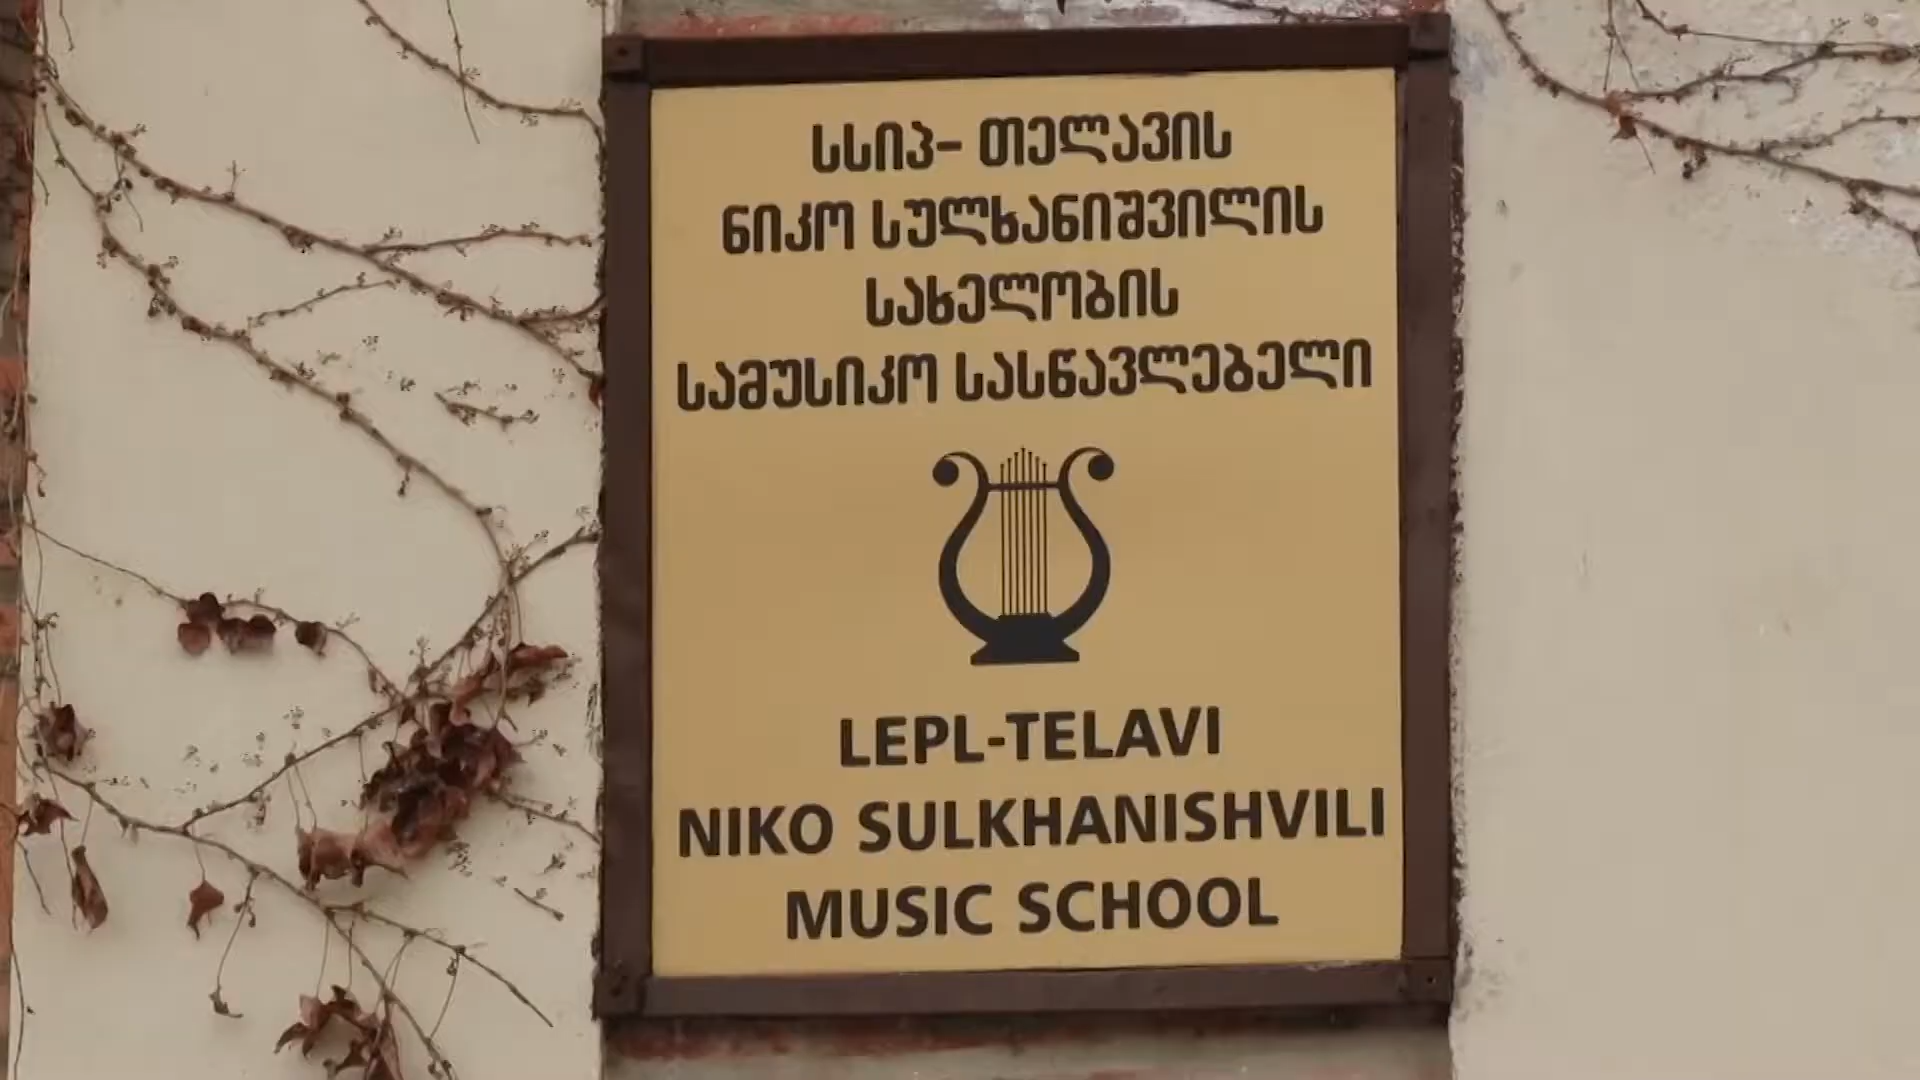 სსიპ- თელავის
ნიკო სულხანიშვილის
სახელობის
სამუსიკო სასწავლებელი
LEPL-TELAVI
NIKO SULKHANISHVILI
MUSIC SCHOOL